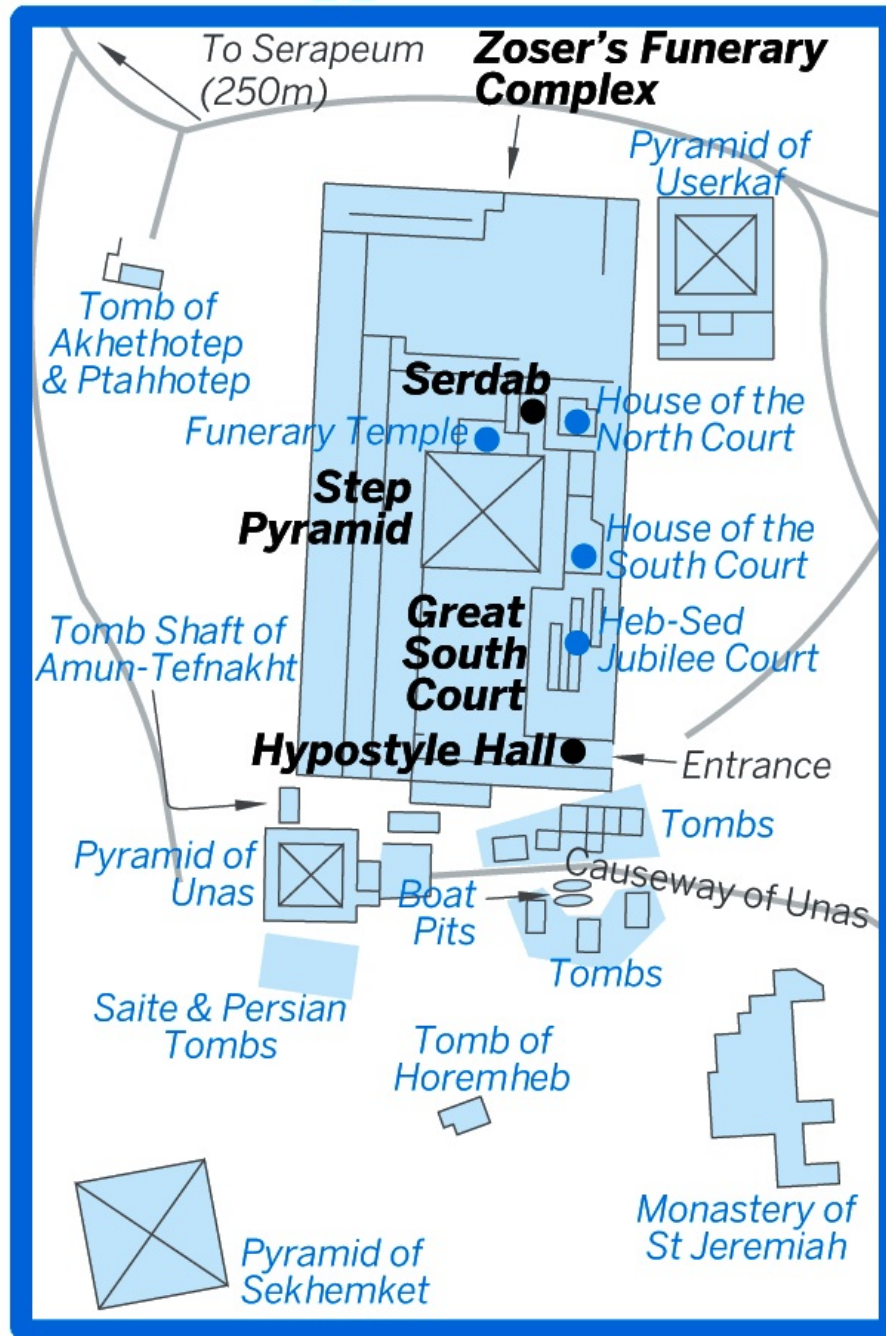 To Serapeum
(250m)
Zoser's Funerary
Complex
Pyramid of
Userkaf
Tomb of
Akhethotep
& Ptahhotep
Serdab
House of the
North Court
Funerary Temple
Step
Pyramid
House of the
South Court
Great
South
Court
Tomb Shaft of
Amun-Tefnakht
Heb-Sed
Jubilee Court
Hypostyle Hall
Entrance
Tombs
Pyramid of
Unas
Causeway of Unas
Boat
Pits
Tombs
Saite & Persian
Tombs
Tomb of
Horemheb
Monastery of
St Jeremiah
Pyramid of
Sekhemket